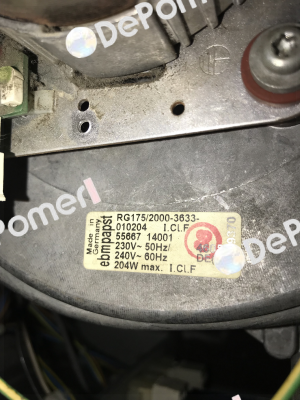 DePomer
DePomer
RG175/2000-3633-
010204 I.Cl.F
55667 14001
230V~ 50Hz/
240V~ 60Hz
204W max. I.Cl.F
Made in
Germany
ebmpapst
DePomer
DePomer